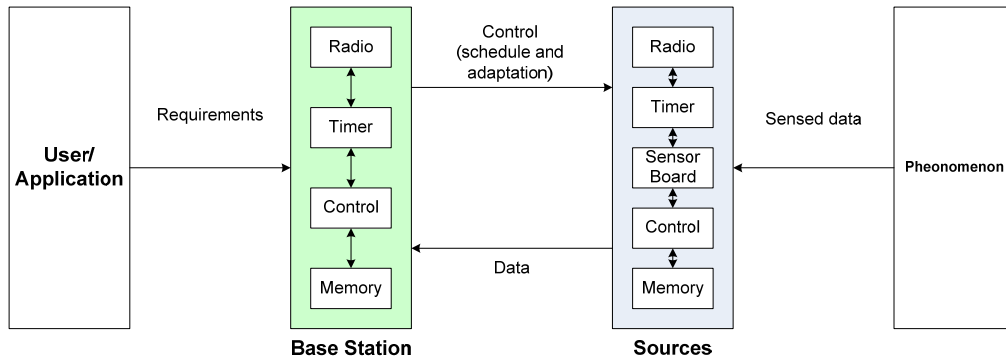 User/
Application
Requirements
Radio
Timer
Control
Memory
Base Station
Control
(schedule and
adaptation)
Data
Radio
Timer
Sensor
Board
Control
Memory
Sources
Sensed data
Pheonomenon